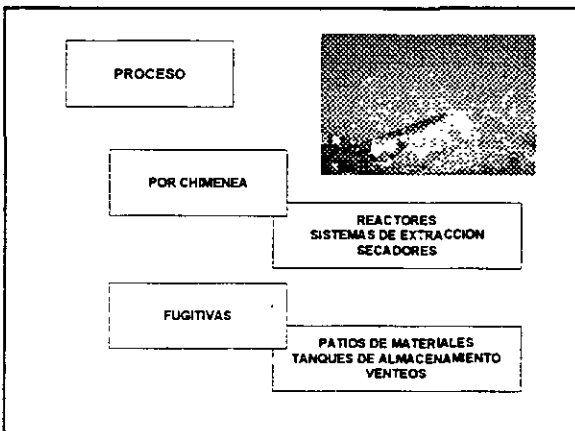 PROCESO
POR CHIMENEA
REACTORES
SISTEMAS DE EXTRACCION
SECADORES
FUGITIVAS
PATIOS DE MATERIALES
TANQUES DE ALMACENAMIENTO
VENTEOS